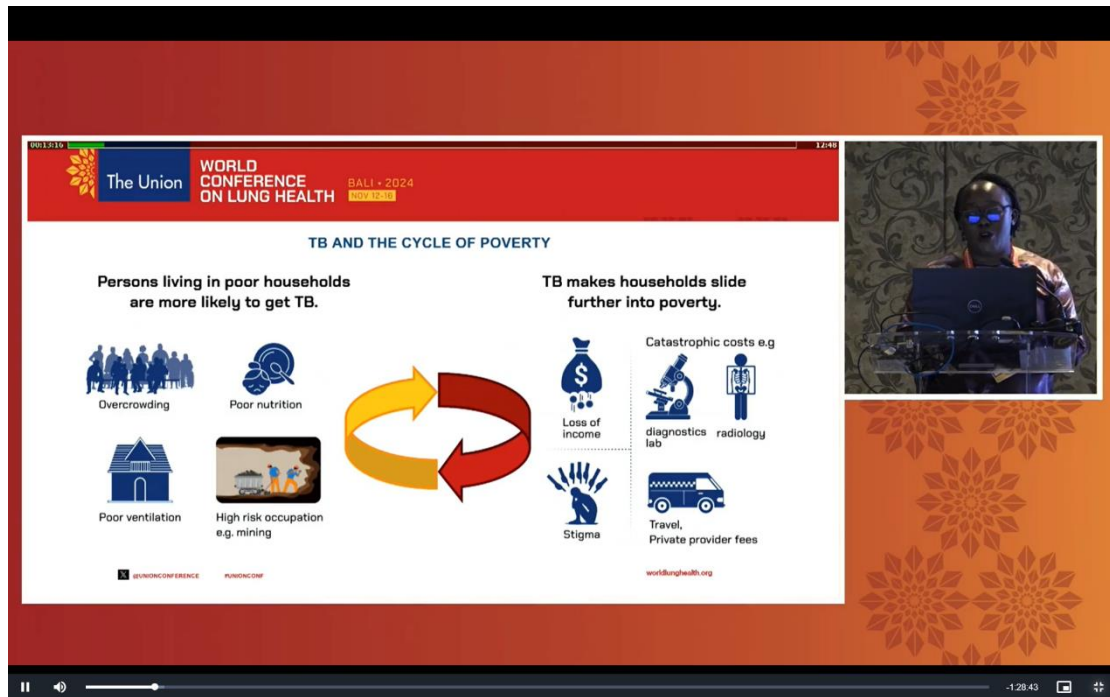 00:13:16
12:48
The Union
WORLD
CONFERENCE
ON LUNG HEALTH
BALI • 2024
NOV 12-16
TB AND THE CYCLE OF POVERTY
Persons living in poor households
are more likely to get TB.
Overcrowding
Poor nutrition
Poor ventilation
High risk occupation
e.g. mining
TB makes households slide
further into poverty.
$
Loss of
income
Stigma
Catastrophic costs e.g
diagnostics
lab
radiology
Travel,
Private provider fees
X @UNIONCONFERENCE
#UNIONCONF
worldlunghealth.org
DELL
-1:28:43